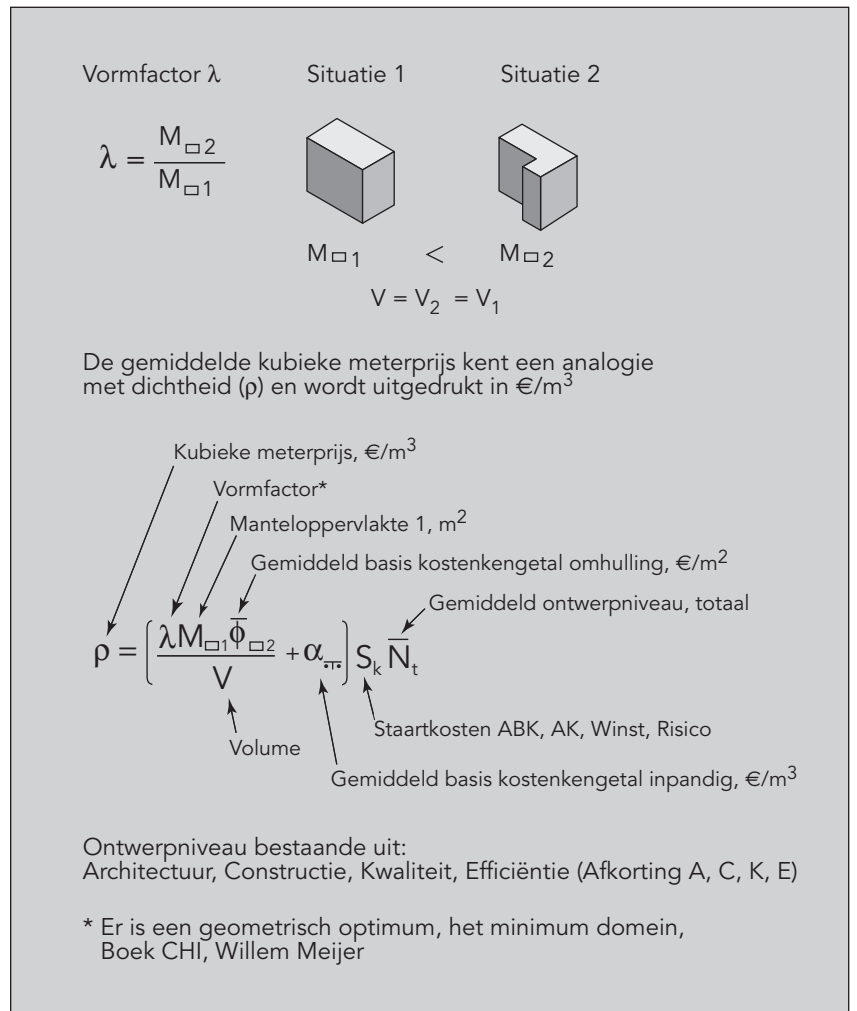 Vormfactor λ Situatie 1 Situatie 2
λ = M▭2 / M▭1
M▭1 < M▭2
V = V₂ = V₁
De gemiddelde kubieke meterprijs kent een analogie
met dichtheid (ρ) en wordt uitgedrukt in €/m³
Kubieke meterprijs, €/m³
Vormfactor*
Manteloppervlakte 1, m²
Gemiddeld basis kostenkengetal omhulling, €/m²
Gemiddeld ontwerpniveau, totaal
ρ = (λM▭1ϕ̅▭2 / V + α) Sₖ N̅ₜ
Staartkosten ABK, AK, Winst, Risico
Volume
Gemiddeld basis kostenkengetal inpandig, €/m³
Ontwerpniveau bestaande uit:
Architectuur, Constructie, Kwaliteit, Efficiëntie (Afkorting A, C, K, E)
* Er is een geometrisch optimum, het minimum domein,
Boek CHI, Willem Meijer